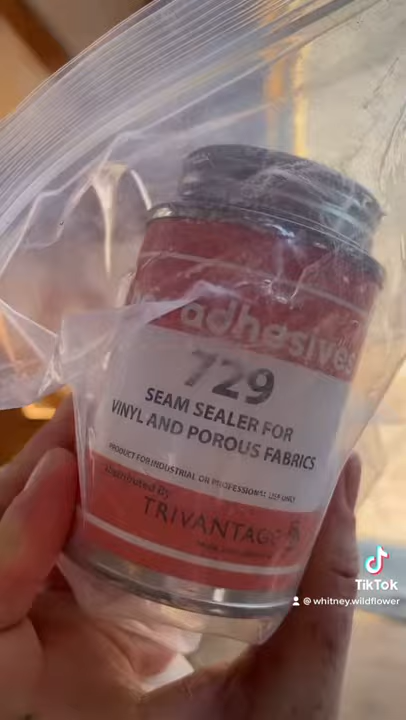 adhesives
729
SEAM SEALER FOR
VINYL AND POROUS FABRICS
PRODUCT FOR INDUSTRIAL OR PROFESSIONAL USE ONLY
Distributed By
TRIVANTAGE
TikTok
@ whitney.wildflower